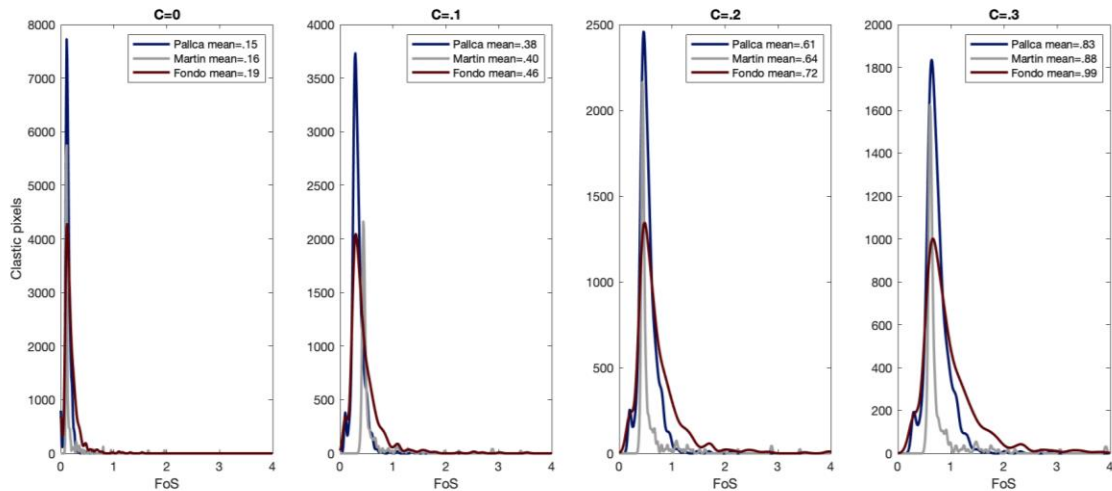 C=0
Pallca mean=.15
Martin mean=.16
Fondo mean=.19
8000
7000
6000
5000
4000
3000
2000
1000
0
Clastic pixels
0 1 2 3 4
FoS
C=.1
Pallca mean=.38
Martin mean=.40
Fondo mean=.46
4000
3500
3000
2500
2000
1500
1000
500
0
0 1 2 3 4
FoS
C=.2
Pallca mean=.61
Martin mean=.64
Fondo mean=.72
2500
2000
1500
1000
500
0
0 1 2 3 4
FoS
C=.3
Pallca mean=.83
Martin mean=.88
Fondo mean=.99
2000
1800
1600
1400
1200
1000
800
600
400
200
0
0 1 2 3 4
FoS